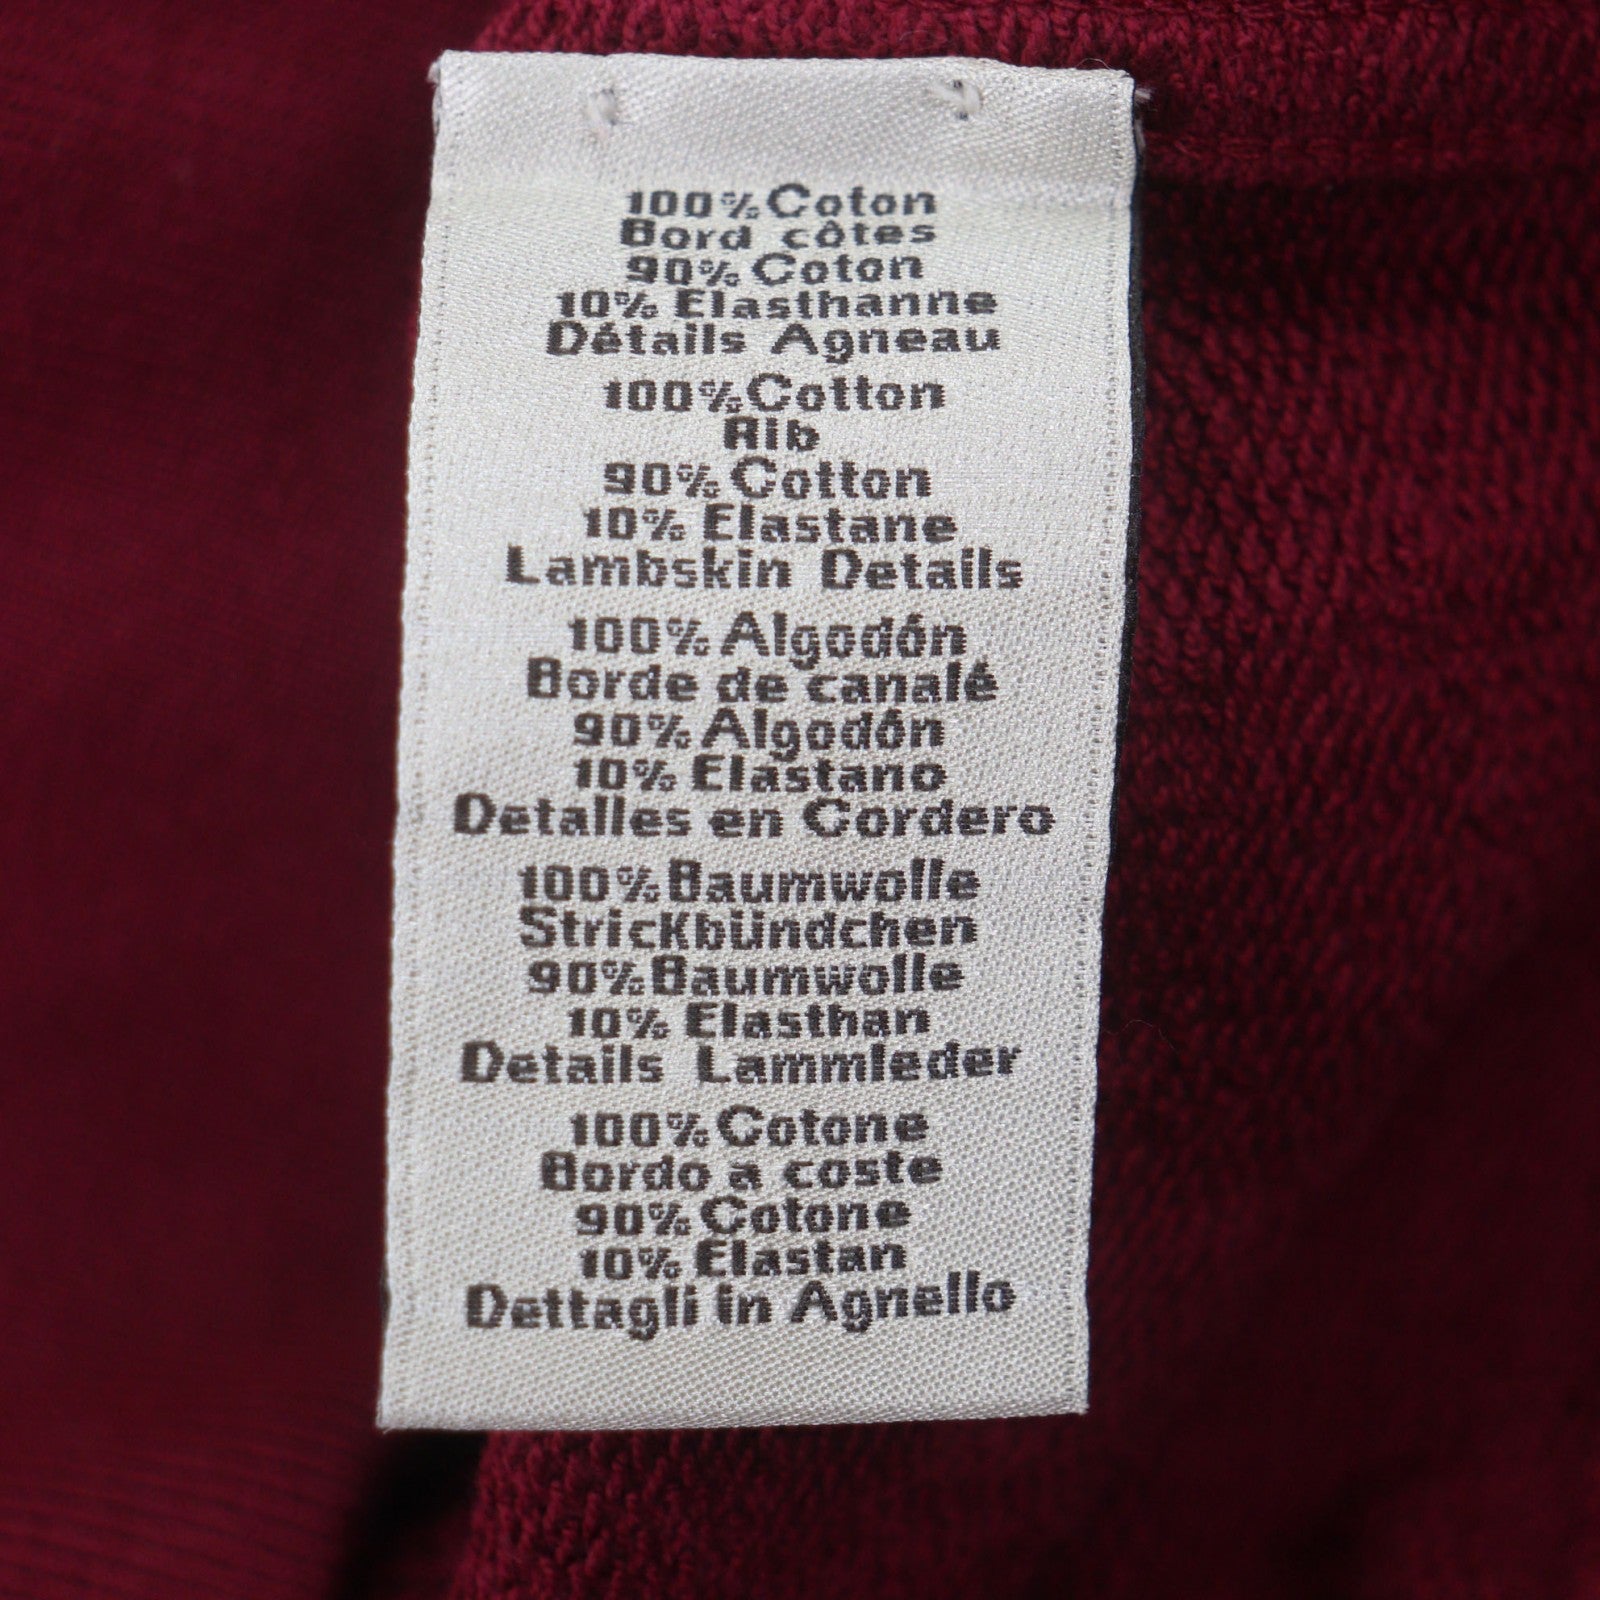 100% Coton
Bord côtes
90% Coton
10% Elasthanne
Détails Agneau
100% Cotton
Rib
90% Cotton
10% Elastane
Lambskin Details
100% Algodón
Borde de canalé
90% Algodón
10% Elastano
Detalles en Cordero
100% Baumwolle
Strickbündchen
90% Baumwolle
10% Elasthan
Details Lammleder
100% Cotone
Bordo a coste
90% Cotone
10% Elastan
Dettagli in Agnello